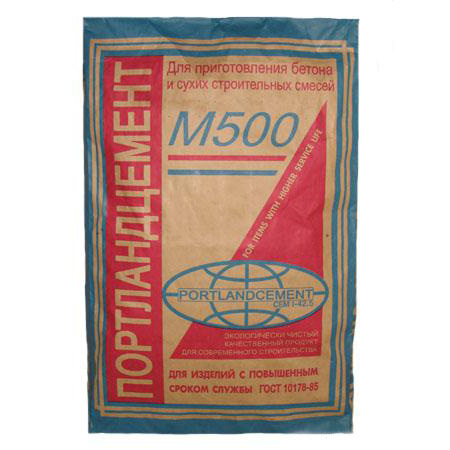 ПОРТЛАНДЦЕМЕНТ
Для приготовления бетона
и сухих строительных смесей
М500
FOR ITEMS WITH HIGHER SERVICE LIFE
PORTLANDCEMENT
CEM I-42.5
ЭКОЛОГИЧЕСКИ ЧИСТЫЙ
КАЧЕСТВЕННЫЙ ПРОДУКТ
ДЛЯ СОВРЕМЕННОГО СТРОИТЕЛЬСТВА
ДЛЯ ИЗДЕЛИЙ С ПОВЫШЕННЫМ
СРОКОМ СЛУЖБЫ ГОСТ 10178-85